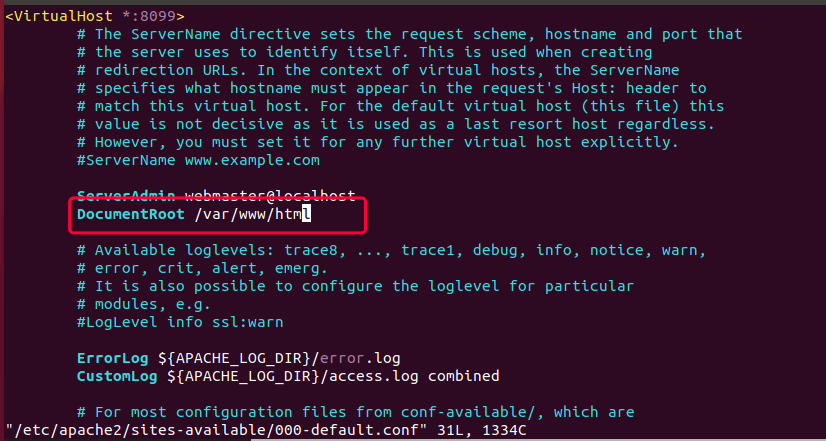 <VirtualHost *:8099>
# The ServerName directive sets the request scheme, hostname and port that
# the server uses to identify itself. This is used when creating
# redirection URLs. In the context of virtual hosts, the ServerName
# specifies what hostname must appear in the request's Host: header to
# match this virtual host. For the default virtual host (this file) this
# value is not decisive as it is used as a last resort host regardless.
# However, you must set it for any further virtual host explicitly.
#ServerName www.example.com
ServerAdmin webmaster@localhost
DocumentRoot /var/www/html
# Available loglevels: trace8, ..., trace1, debug, info, notice, warn,
# error, crit, alert, emerg.
# It is also possible to configure the loglevel for particular
# modules, e.g.
#LogLevel info ssl:warn
ErrorLog ${APACHE_LOG_DIR}/error.log
CustomLog ${APACHE_LOG_DIR}/access.log combined
# For most configuration files from conf-available/, which are
"/etc/apache2/sites-available/000-default.conf" 31L, 1334C